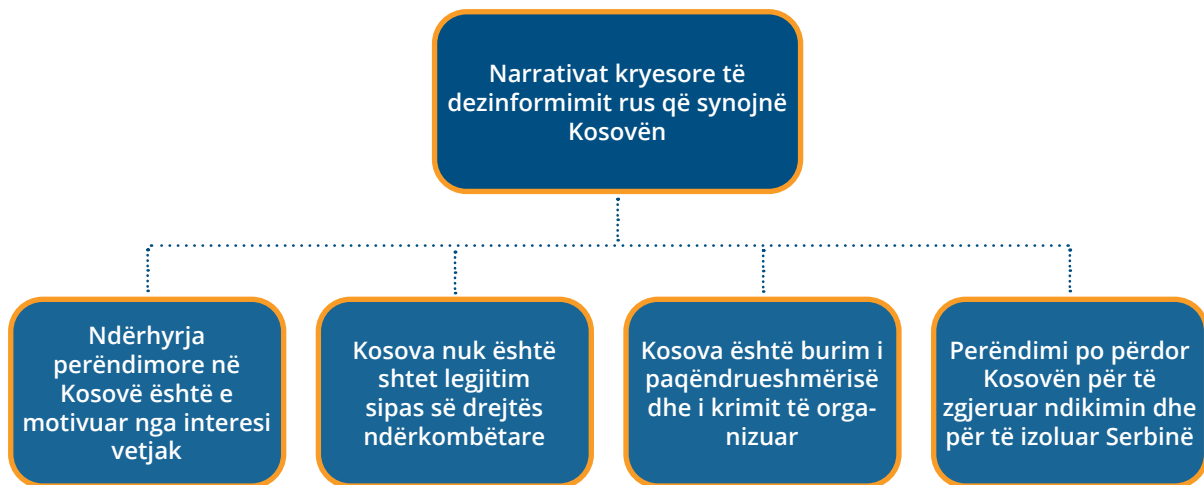 Narrativat kryesore të
dezinformimit rus që synojnë
Kosovën
Ndërhyrja
perëndimore në
Kosovë është e
motivuar nga interesi
vetjak
Kosova nuk është
shtet legjitim
sipas së drejtës
ndërkombëtare
Kosova është burim i
paqëndrueshmërisë
dhe i krimit të orga-
nizuar
Perëndimi po përdor
Kosovën për të
zgjeruar ndikimin dhe
për të izoluar Serbinë